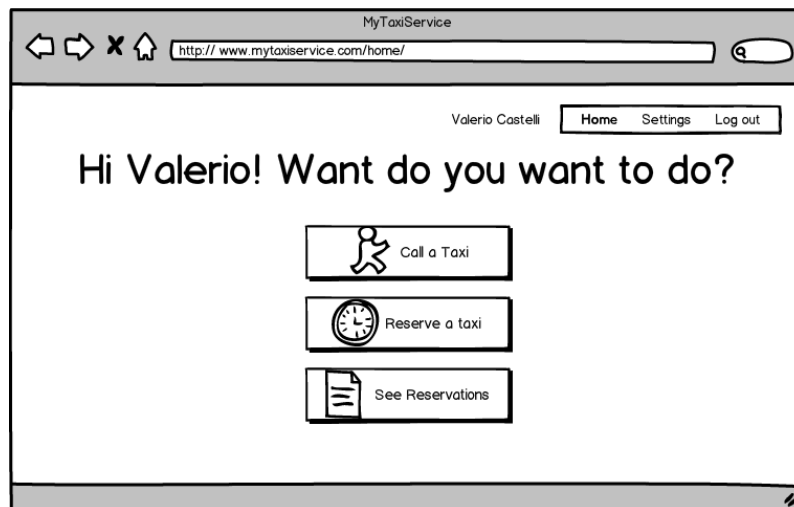 MyTaxiService
http:// www.mytaxiservice.com/home/
Valerio Castelli Home Settings Log out
Hi Valerio! Want do you want to do?
Call a Taxi
Reserve a taxi
See Reservations